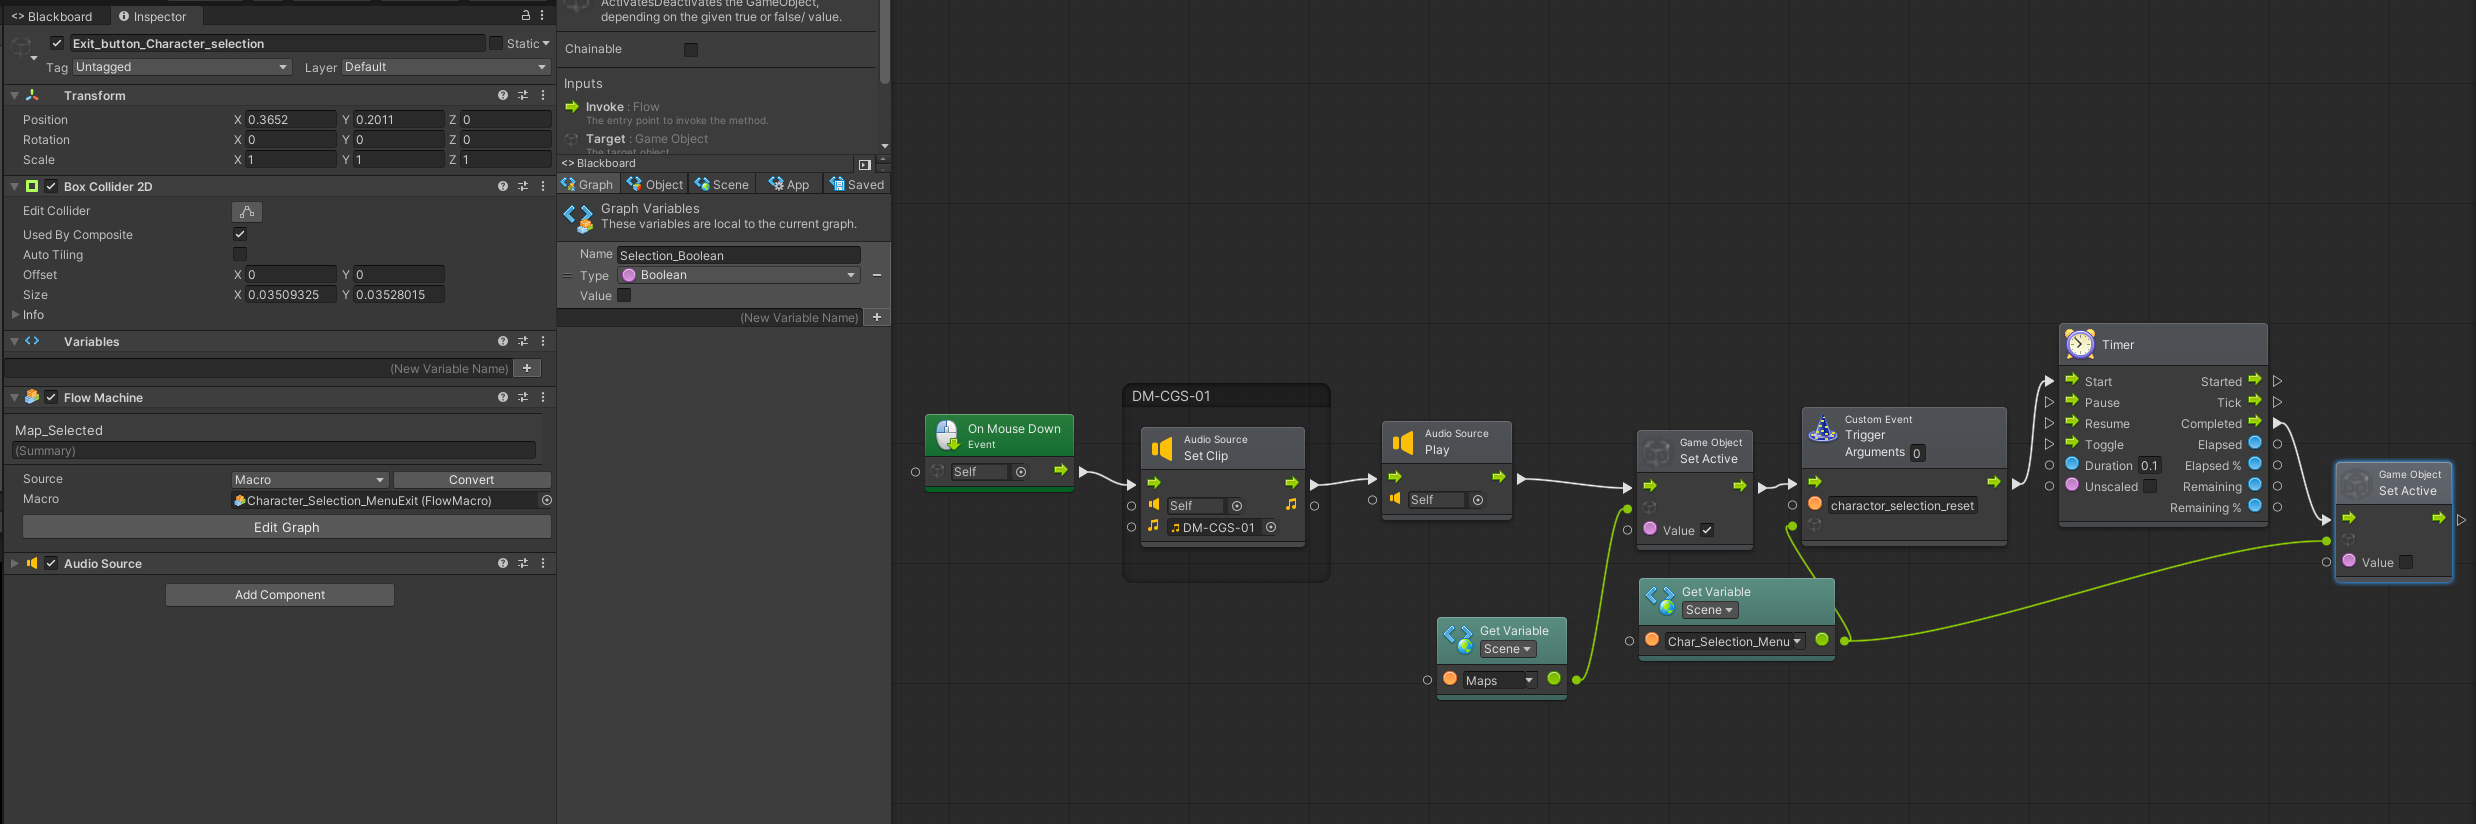 <> Blackboard
Inspector
Exit_button_Character_selection
Static
Tag Untagged
Layer Default
Transform
Position X 0.3652 Y 0.2011 Z 0
Rotation X 0 Y 0 Z 0
Scale X 1 Y 1 Z 1
Box Collider 2D
Edit Collider
Used By Composite
Auto Tiling
Offset X 0 Y 0
Size X 0.03509325 Y 0.03528015
Info
Variables
(New Variable Name) +
Flow Machine
Map_Selected
(Summary)
Source Macro Convert
Macro Character_Selection_MenuExit (FlowMacro)
Edit Graph
Audio Source
Add Component
ActivatesDeactivates the GameObject,
depending on the given true or false/ value.
Chainable
Inputs
Invoke : Flow
The entry point to invoke the method.
Target : Game Object
The target object.
<> Blackboard
Graph Object Scene App Saved
Graph Variables
These variables are local to the current graph.
Name Selection_Boolean
Type Boolean
Value
(New Variable Name) +
On Mouse Down
Event
Self
DM-CGS-01
Audio Source
Set Clip
Self
DM-CGS-01
Audio Source
Play
Self
Game Object
Set Active
Value
Custom Event
Trigger
Arguments 0
charactor_selection_reset
Get Variable
Scene
Maps
Get Variable
Scene
Char_Selection_Menu
Timer
Start Started
Pause Tick
Resume Completed
Toggle Elapsed
Duration 0.1 Elapsed %
Unscaled Remaining
Remaining %
Game Object
Set Active
Value